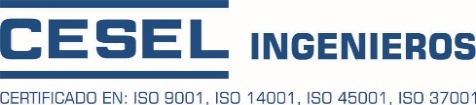 CESEL INGENIEROS
CERTIFICADO EN: ISO 9001, ISO 14001, ISO 45001, ISO 37001